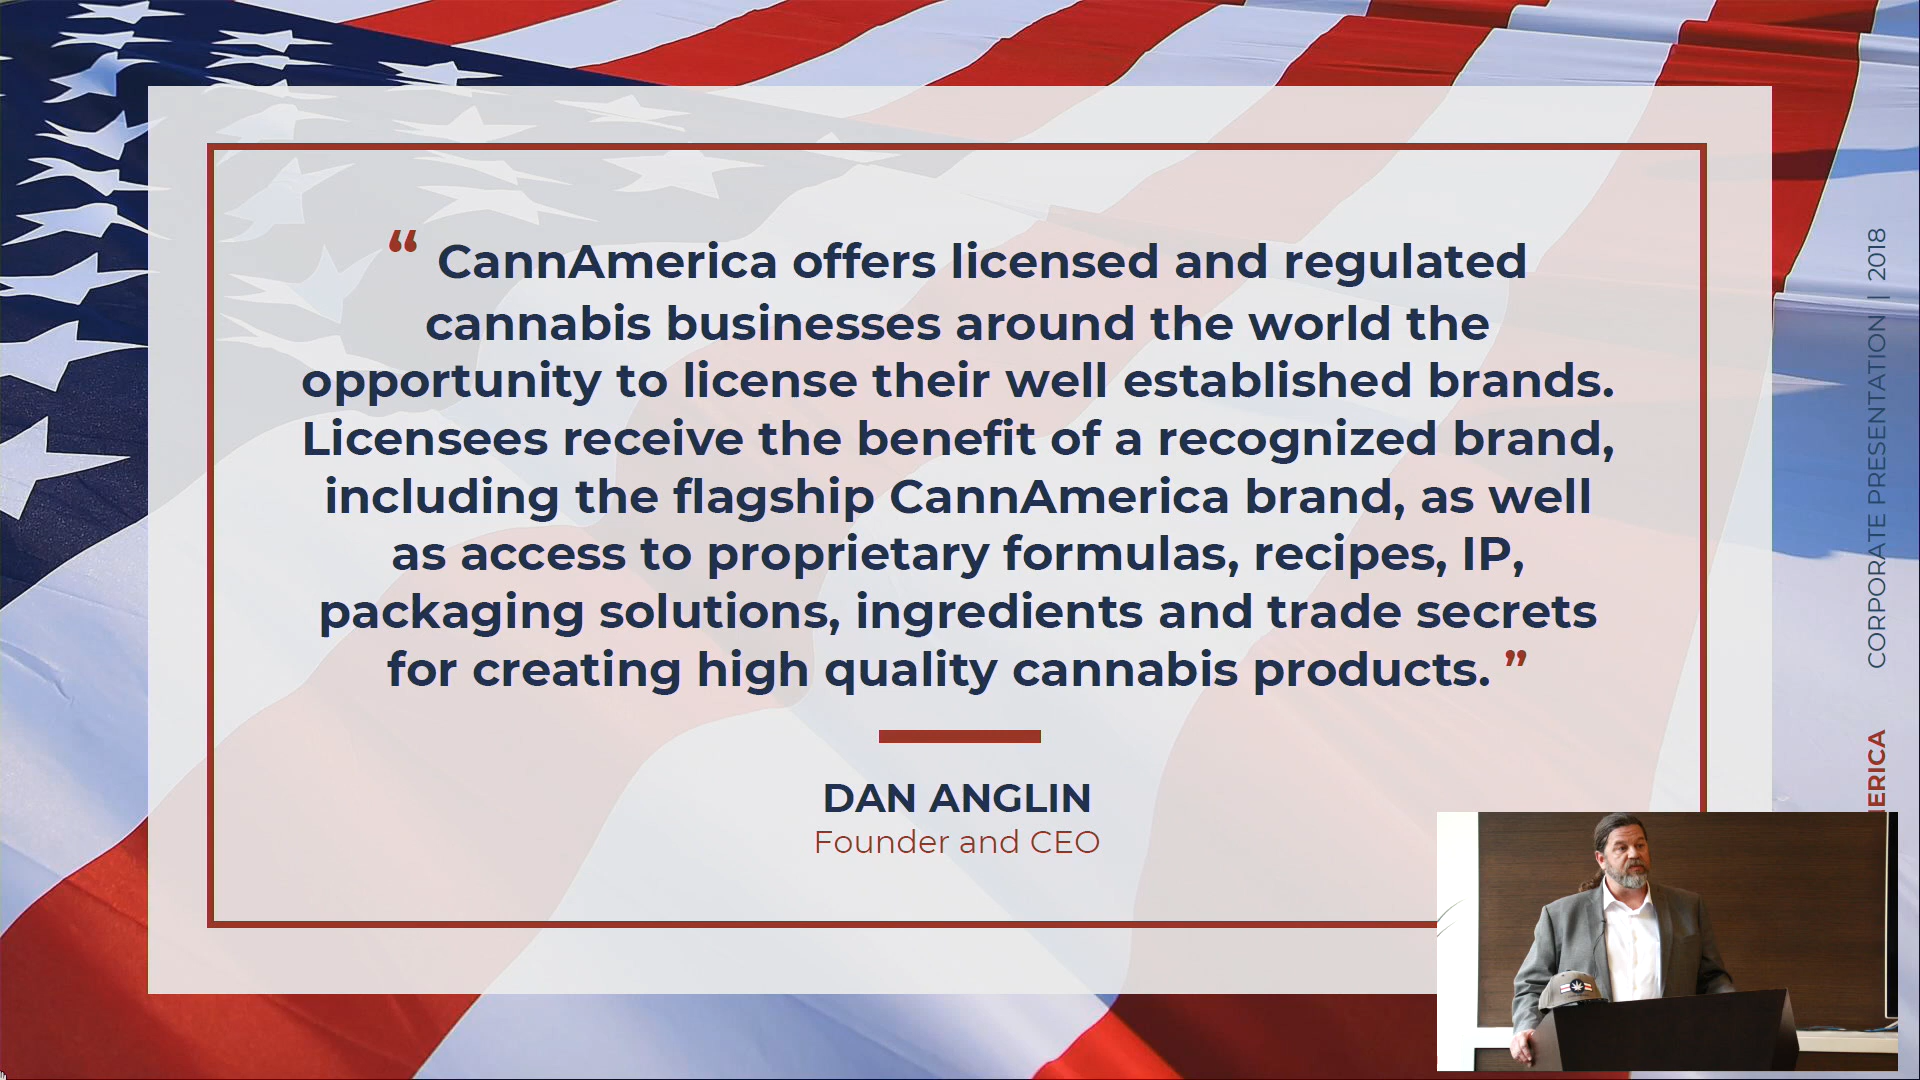 “ CannAmerica offers licensed and regulated
cannabis businesses around the world the
opportunity to license their well established brands.
Licensees receive the benefit of a recognized brand,
including the flagship CannAmerica brand, as well
as access to proprietary formulas, recipes, IP,
packaging solutions, ingredients and trade secrets
for creating high quality cannabis products. ”
DAN ANGLIN
Founder and CEO
ERICA CORPORATE PRESENTATION | 2018